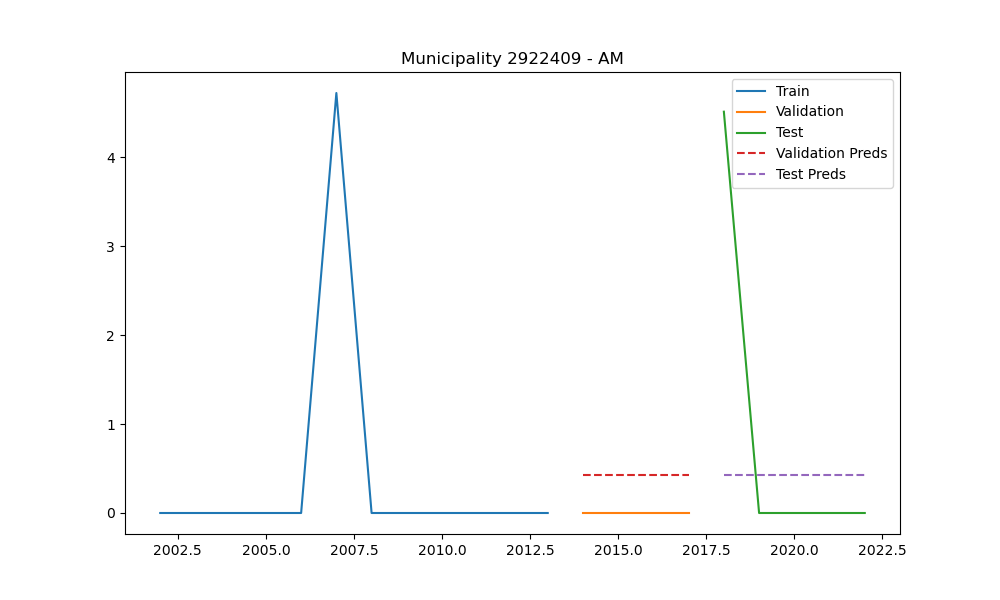 Municipality 2922409 - AM
Train
Validation
Test
Validation Preds
Test Preds
4
3
2
1
0
2002.5 2005.0 2007.5 2010.0 2012.5 2015.0 2017.5 2020.0 2022.5